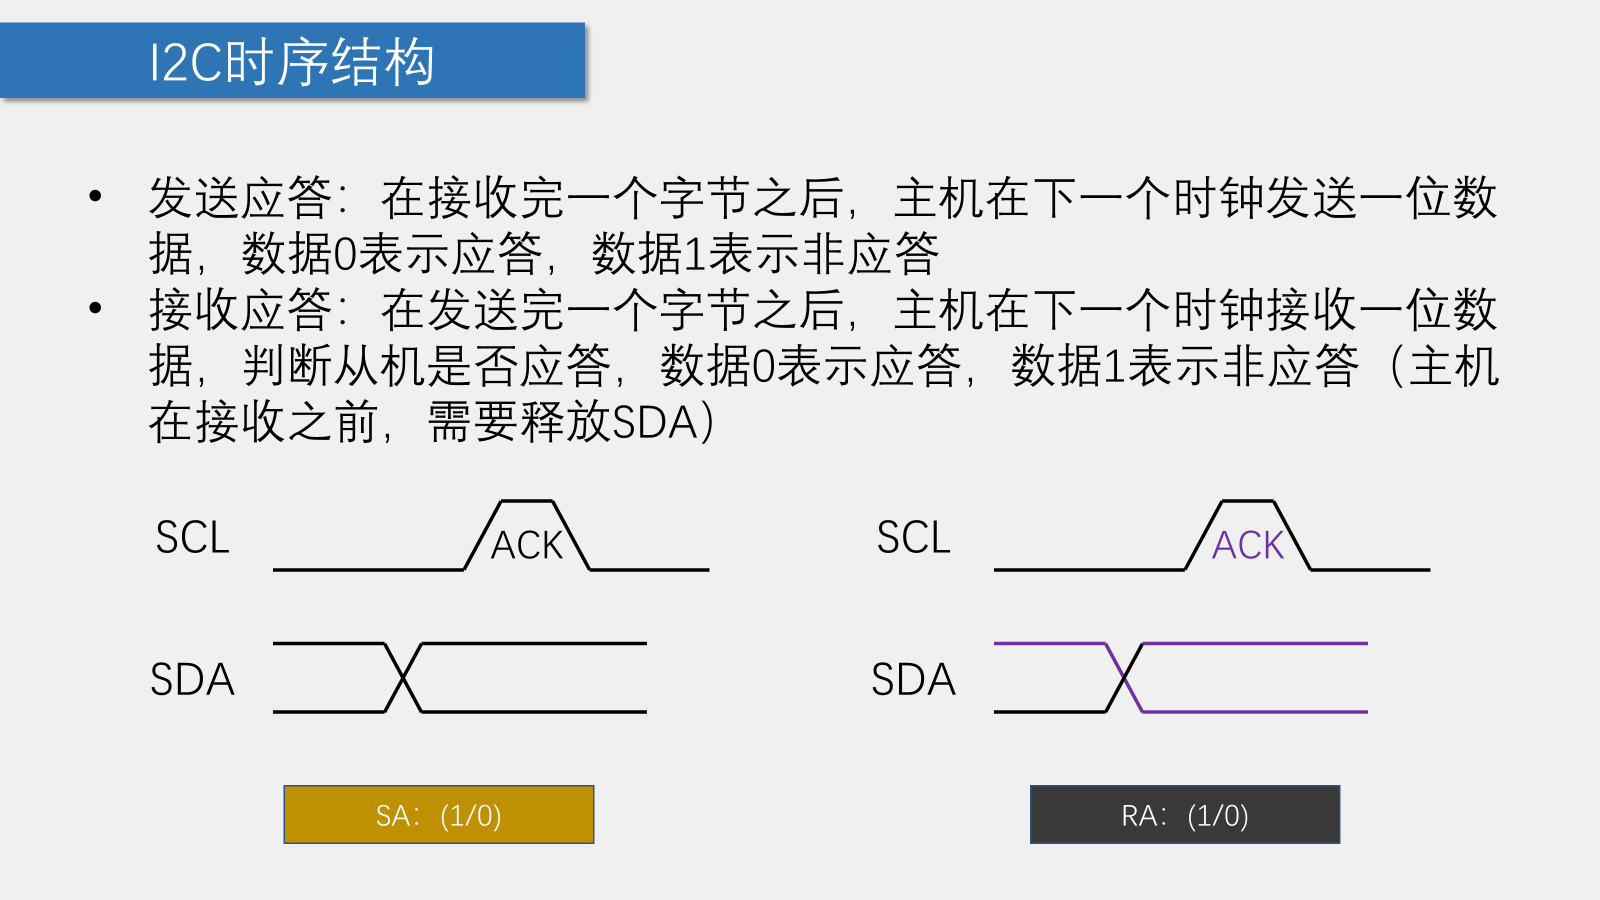 I2C时序结构
• 发送应答：在接收完一个字节之后，主机在下一个时钟发送一位数
据，数据0表示应答，数据1表示非应答
• 接收应答：在发送完一个字节之后，主机在下一个时钟接收一位数
据，判断从机是否应答，数据0表示应答，数据1表示非应答（主机
在接收之前，需要释放SDA）
SCL
ACK
SDA
SA：(1/0)
SCL
ACK
SDA
RA：(1/0)